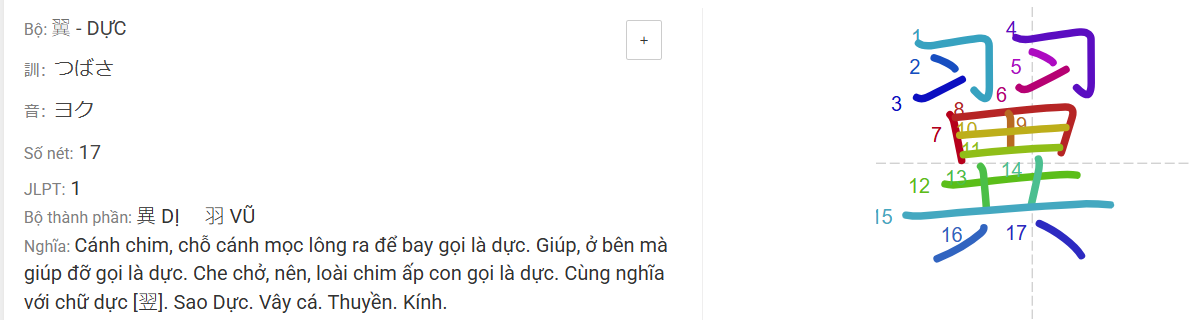 Bộ: 翼 - DỰC
+
訓: つばさ
音: ヨク
Số nét: 17
JLPT: 1
Bộ thành phần: 異 DỊ 羽 VŨ
Nghĩa: Cánh chim, chỗ cánh mọc lông ra để bay gọi là dực. Giúp, ở bên mà
giúp đỡ gọi là dực. Che chở, nên, loài chim ấp con gọi là dực. Cùng nghĩa
với chữ dực [翌]. Sao Dực. Vây cá. Thuyền. Kính.
翼
1
4
2
5
3
6
8
7
10
9
11
12
13
14
15
16
17